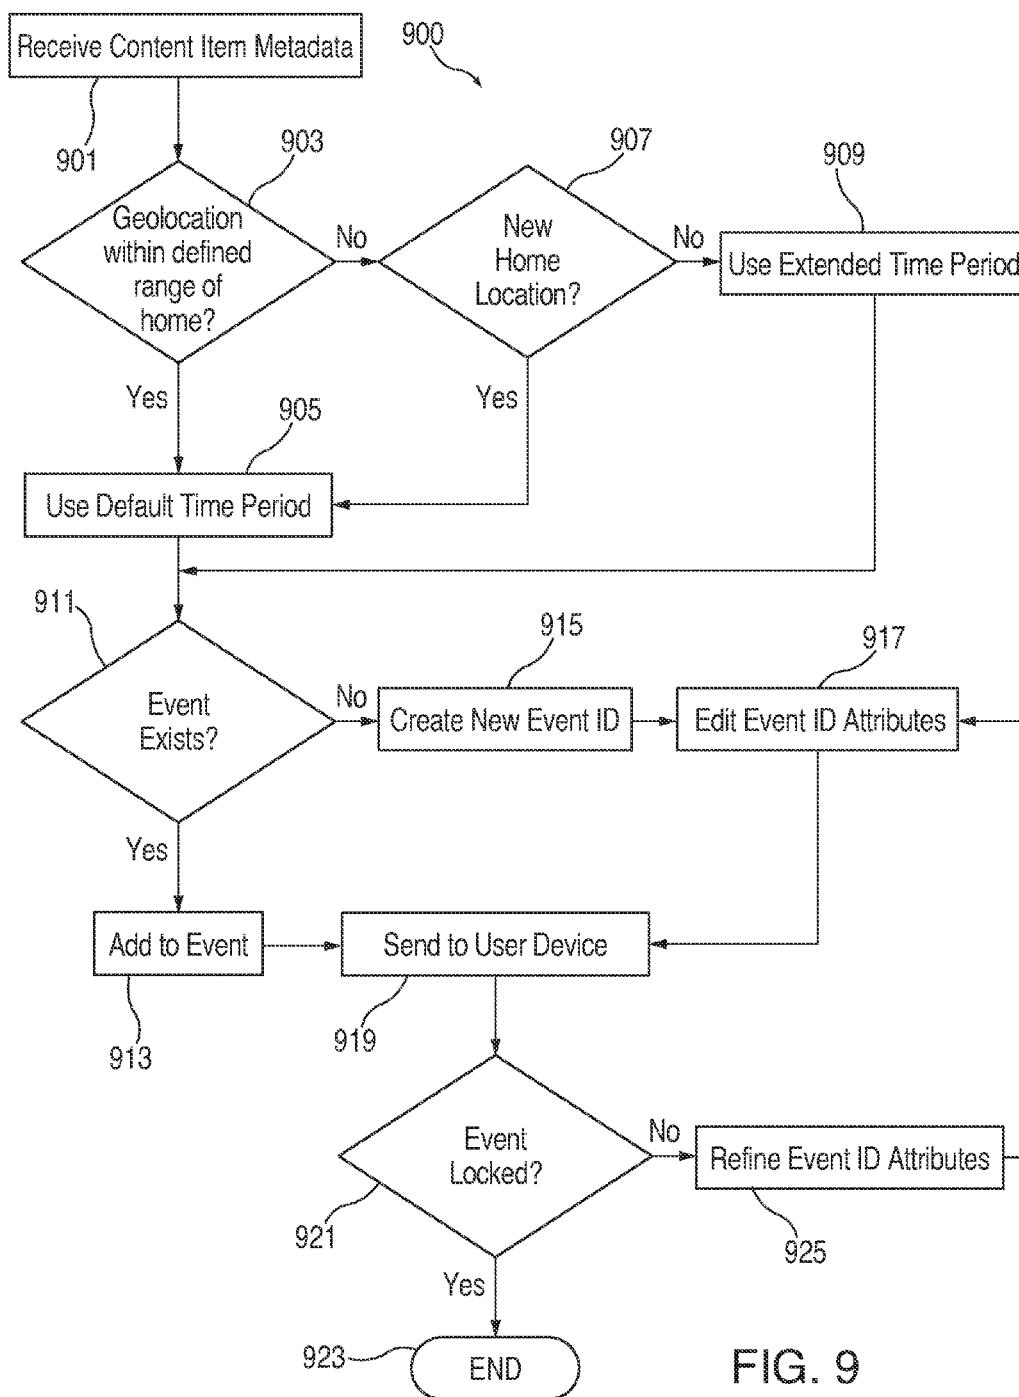 Receive Content Item Metadata
900
901
903
907
909
Geolocation
within defined
range of
home?
No
New
Home
Location?
No
Use Extended Time Period
Yes
905
Yes
Use Default Time Period
911
915
917
Event
Exists?
No
Create New Event ID
Edit Event ID Attributes
Yes
Add to Event
Send to User Device
913
919
Event
Locked?
No
Refine Event ID Attributes
921
925
Yes
923
END
FIG. 9